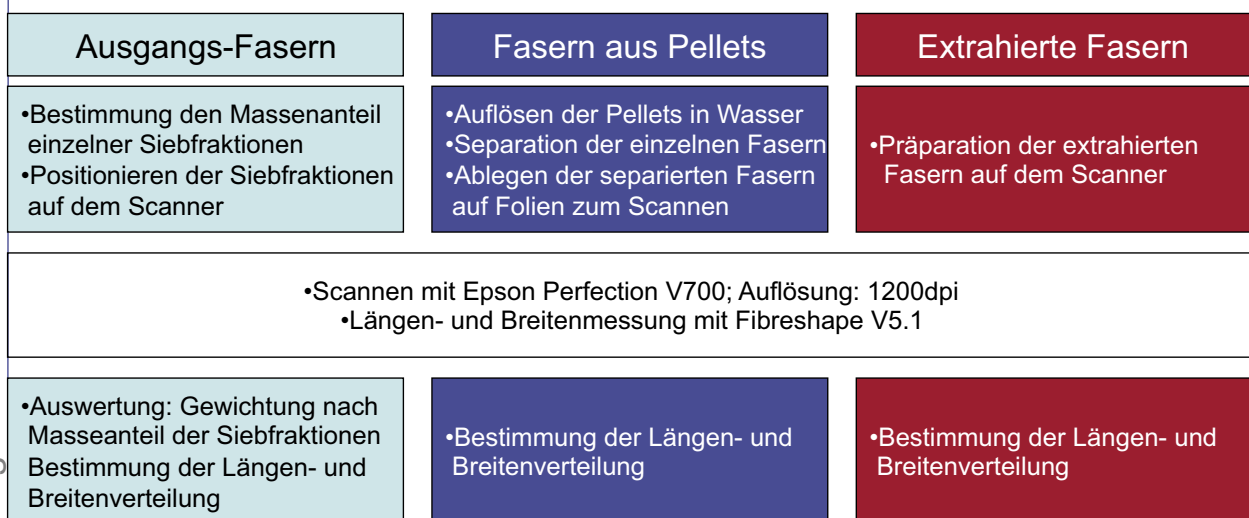 Ausgangs-Fasern
Fasern aus Pellets
Extrahierte Fasern
•Bestimmung den Massenanteil
einzelner Siebfraktionen
•Positionieren der Siebfraktionen
auf dem Scanner
•Auflösen der Pellets in Wasser
•Separation der einzelnen Fasern
•Ablegen der separierten Fasern
auf Folien zum Scannen
•Präparation der extrahierten
Fasern auf dem Scanner
•Scannen mit Epson Perfection V700; Auflösung: 1200dpi
•Längen- und Breitenmessung mit Fibreshape V5.1
•Auswertung: Gewichtung nach
Masseanteil der Siebfraktionen
Bestimmung der Längen- und
Breitenverteilung
•Bestimmung der Längen- und
Breitenverteilung
•Bestimmung der Längen- und
Breitenverteilung